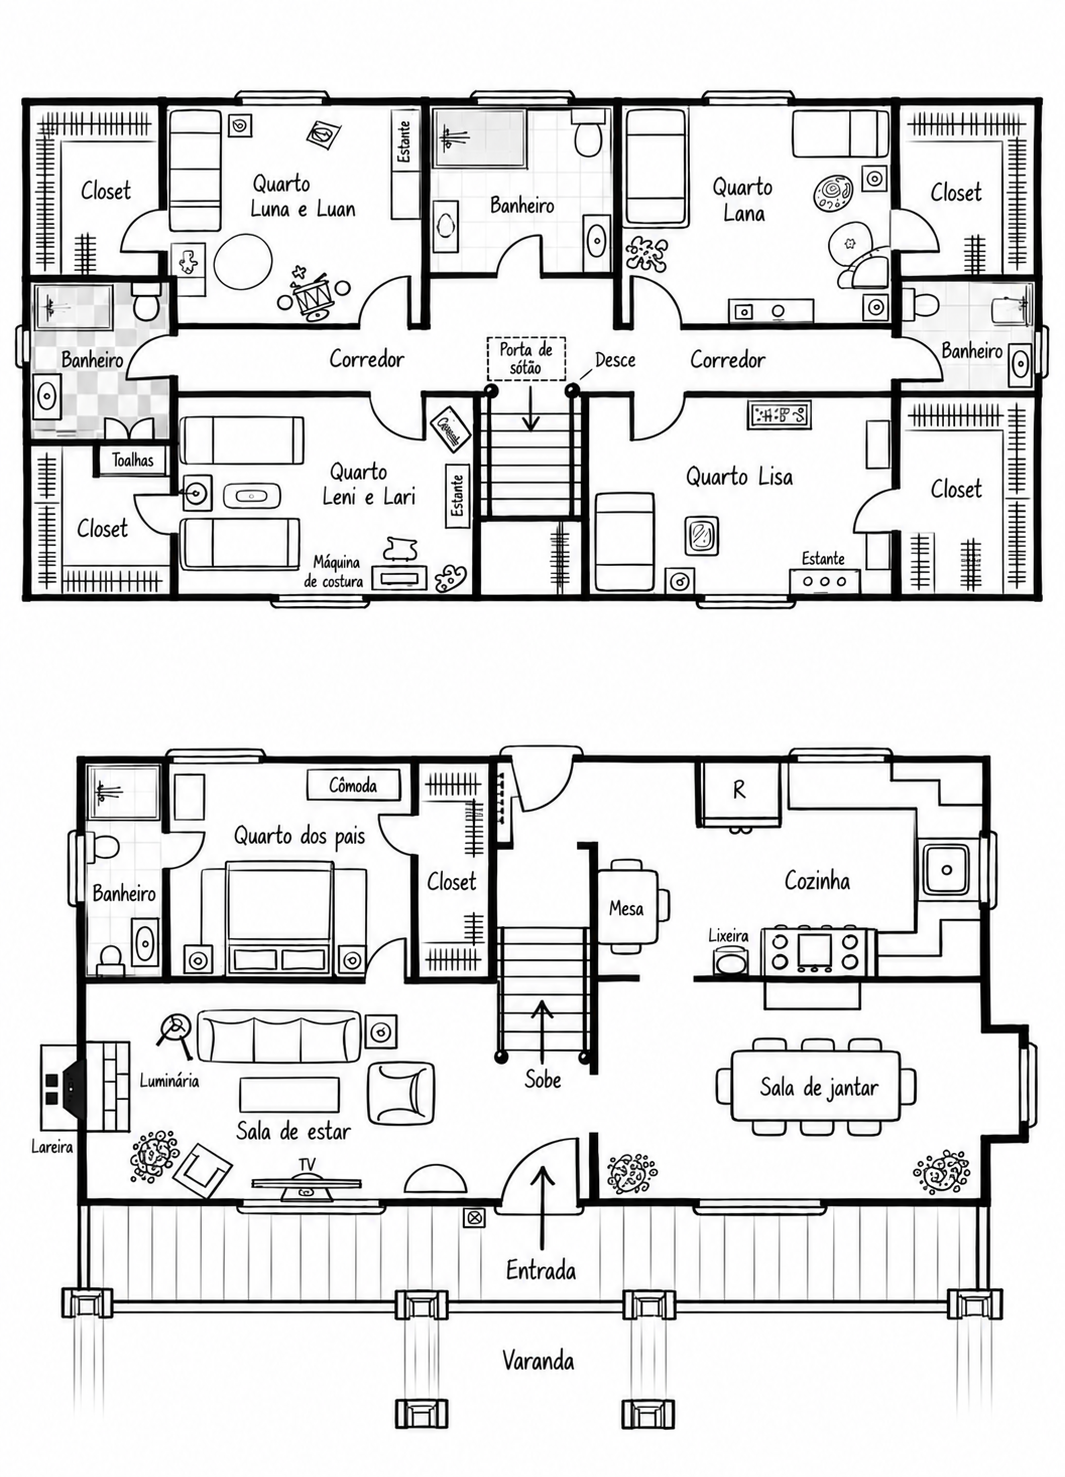 Closet
Quarto
Luna e Luan
Estante
Banheiro
Quarto
Lana
Closet
Banheiro
Corredor
Porta de
sótão
Desce
Corredor
Banheiro
Toalhas
Closet
Quarto
Leni e Lari
Estante
Máquina
de costura
Quarto Lisa
Estante
Closet
Banheiro
Quarto dos pais
Cômoda
Closet
R
Mesa
Cozinha
Lixeira
Luminária
Lareira
Sala de estar
TV
Sobe
Sala de jantar
Entrada
Varanda